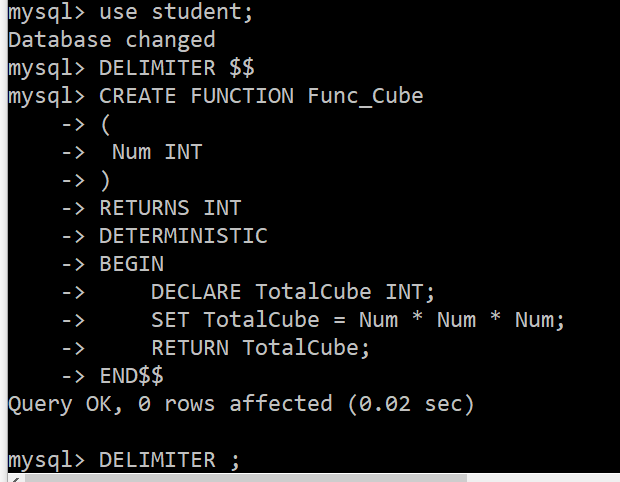 mysql> use student;
Database changed
mysql> DELIMITER $$
mysql> CREATE FUNCTION Func_Cube
    -> (
    ->  Num INT
    -> )
    -> RETURNS INT
    -> DETERMINISTIC
    -> BEGIN
    ->     DECLARE TotalCube INT;
    ->     SET TotalCube = Num * Num * Num;
    ->     RETURN TotalCube;
    -> END$$
Query OK, 0 rows affected (0.02 sec)

mysql> DELIMITER ;